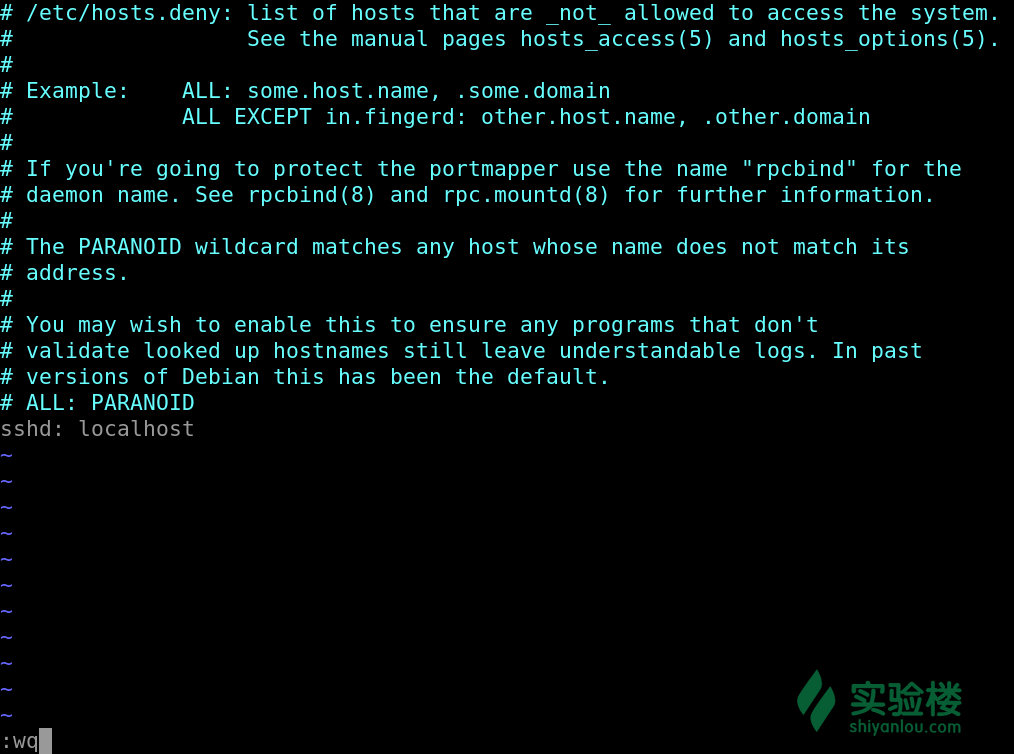 # /etc/hosts.deny: list of hosts that are _not_ allowed to access the system.
#                  See the manual pages hosts_access(5) and hosts_options(5).
#
# Example:    ALL: some.host.name, .some.domain
#             ALL EXCEPT in.fingerd: other.host.name, .other.domain
#
# If you're going to protect the portmapper use the name "rpcbind" for the
# daemon name. See rpcbind(8) and rpc.mountd(8) for further information.
#
# The PARANOID wildcard matches any host whose name does not match its
# address.
#
# You may wish to enable this to ensure any programs that don't
# validate looked up hostnames still leave understandable logs. In past
# versions of Debian this has been the default.
# ALL: PARANOID
sshd: localhost
~
~
~
~
~
~
~
~
~
~
~
实验楼
shiyanlou.com
:wq